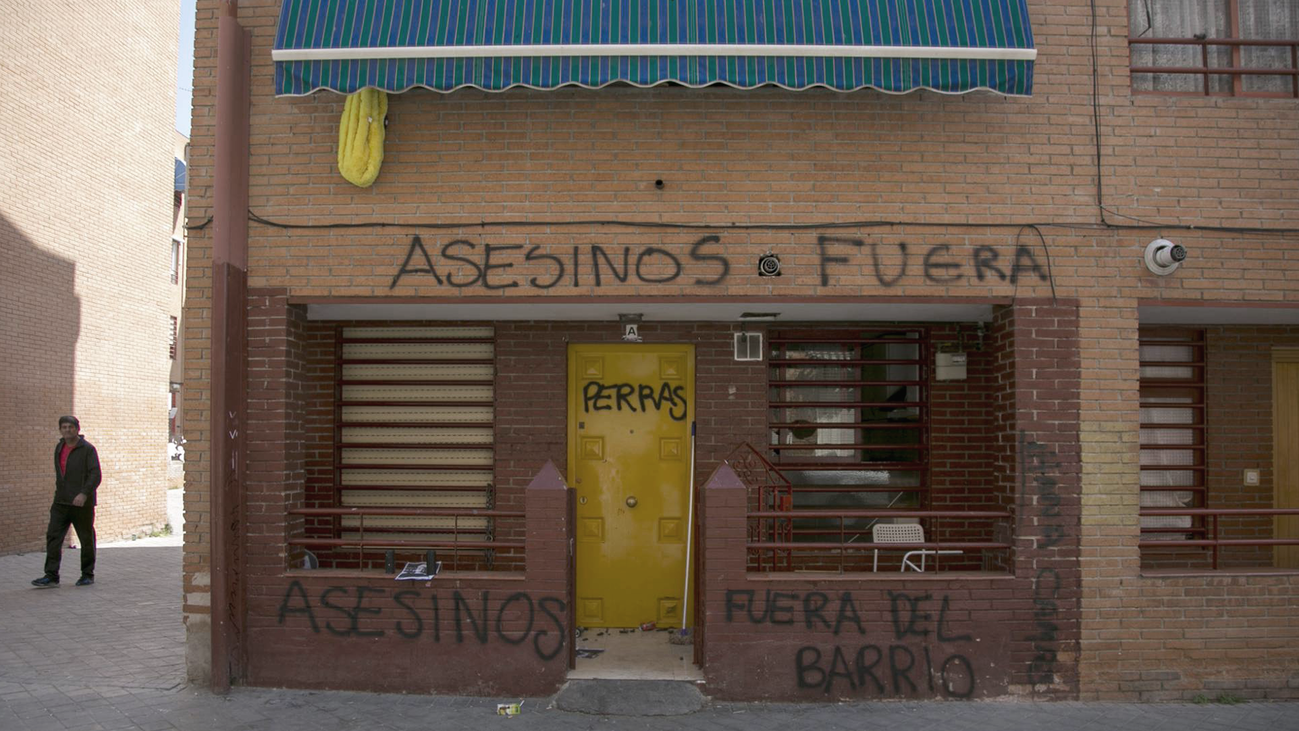 ASESINOS FUERA
A
PERRAS
ASESINOS
FUERA DEL
BARRIO